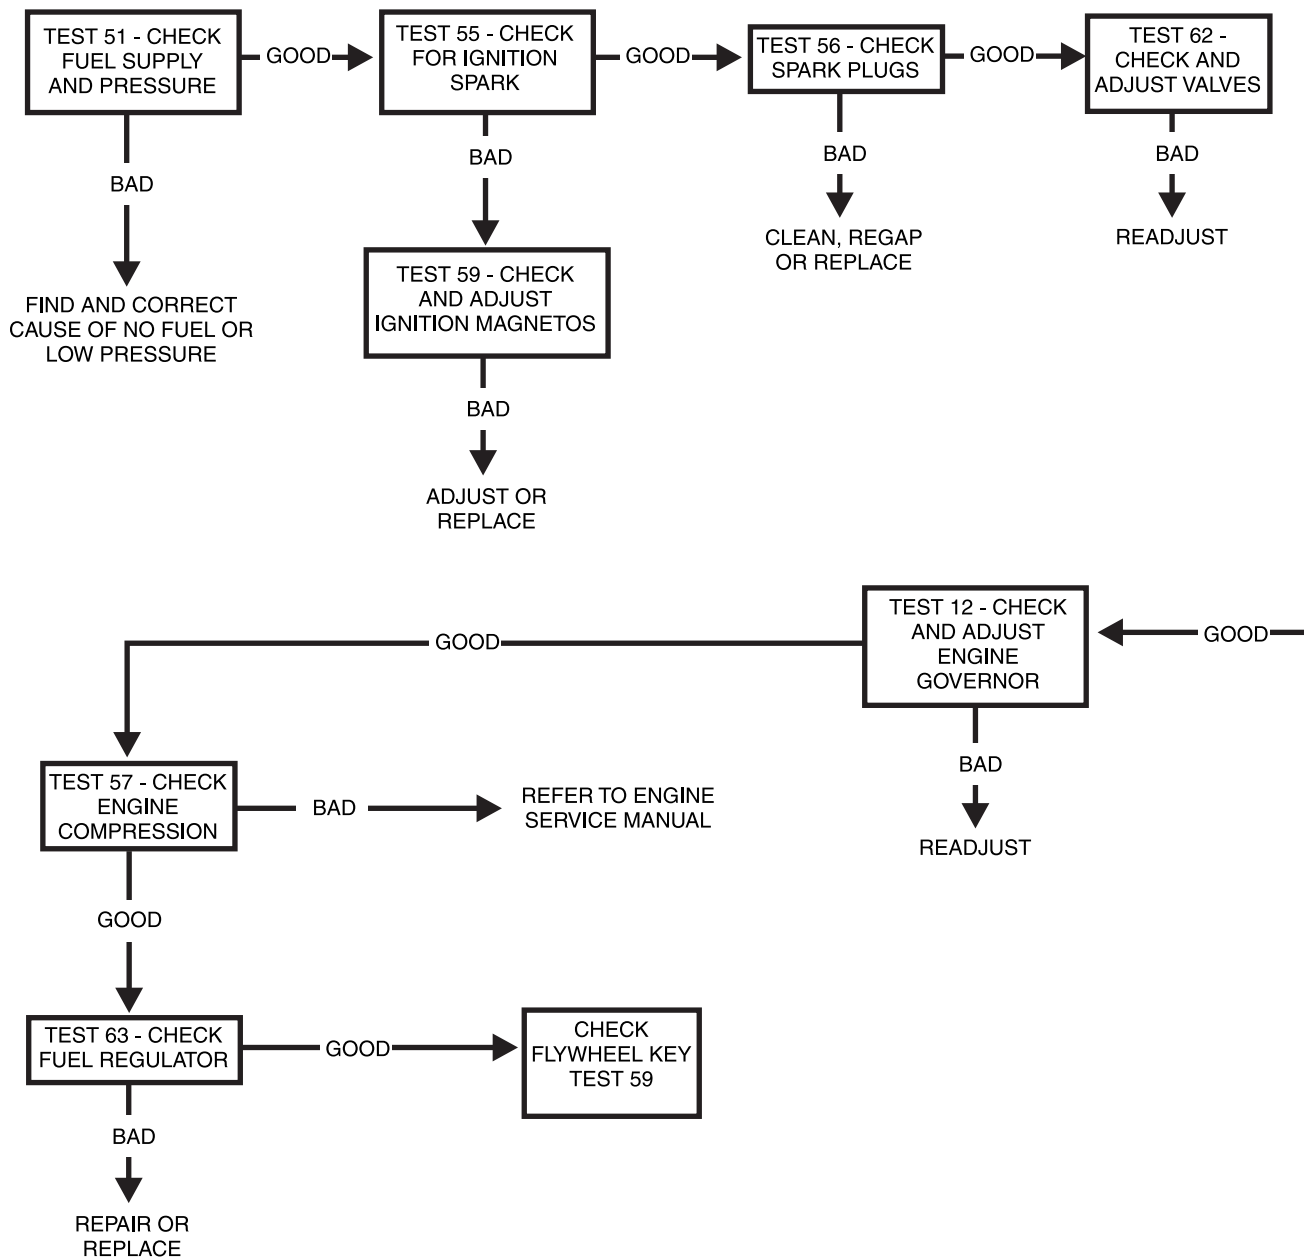 TEST 51 - CHECK
FUEL SUPPLY
AND PRESSURE
GOOD
TEST 55 - CHECK
FOR IGNITION
SPARK
GOOD
TEST 56 - CHECK
SPARK PLUGS
GOOD
TEST 62 -
CHECK AND
ADJUST VALVES
BAD
BAD
BAD
BAD
FIND AND CORRECT
CAUSE OF NO FUEL OR
LOW PRESSURE
TEST 59 - CHECK
AND ADJUST
IGNITION MAGNETOS
CLEAN, REGAP
OR REPLACE
READJUST
BAD
ADJUST OR
REPLACE
GOOD
TEST 12 - CHECK
AND ADJUST
ENGINE
GOVERNOR
GOOD
BAD
READJUST
TEST 57 - CHECK
ENGINE
COMPRESSION
BAD
REFER TO ENGINE
SERVICE MANUAL
GOOD
TEST 63 - CHECK
FUEL REGULATOR
GOOD
CHECK
FLYWHEEL KEY
TEST 59
BAD
REPAIR OR
REPLACE